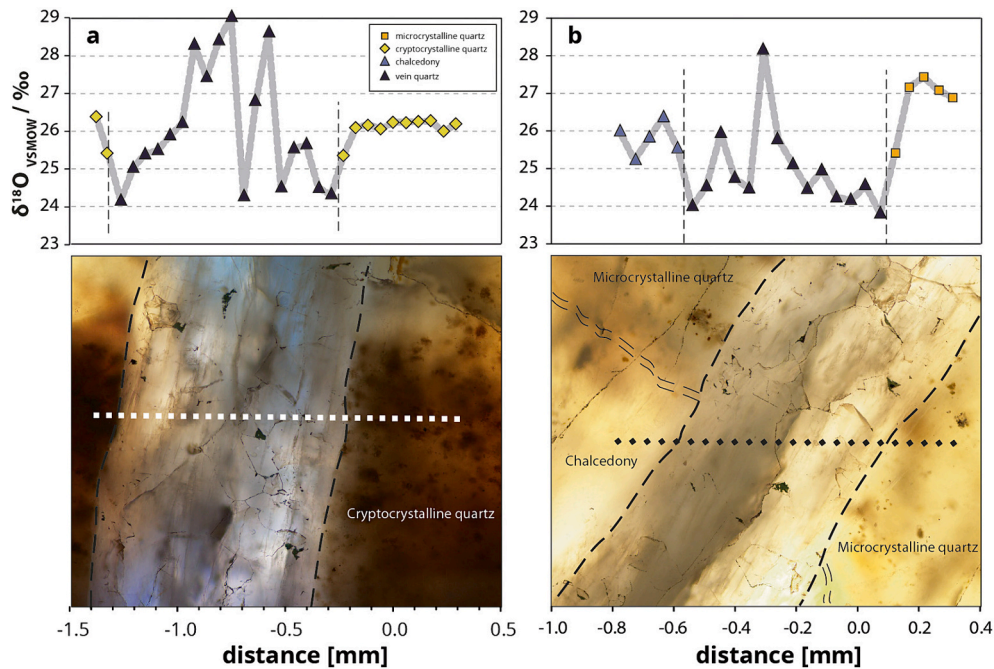 a
microcrystalline quartz
cryptocrystalline quartz
chalcedony
vein quartz
29
28
27
26
25
24
23
δ¹⁸O VSMOW / ‰
Cryptocrystalline quartz
-1.5
-1.0
-0.5
0.0
0.5
distance [mm]
b
29
28
27
26
25
24
23
Microcrystalline quartz
Chalcedony
Microcrystalline quartz
-1.0
-0.8
-0.6
-0.4
-0.2
0.0
0.2
0.4
distance [mm]